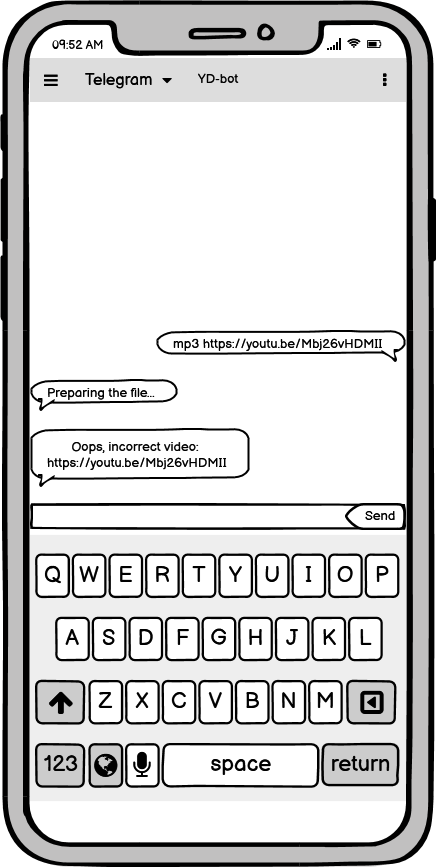 09:52 AM
Telegram YD-bot
mp3 https://youtu.be/Mbj26vHDMII
Preparing the file...
Oops, incorrect video:
https://youtu.be/Mbj26vHDMII
Send
Q W E R T Y U I O P
A S D F G H J K L
Z X C V B N M
123 space return